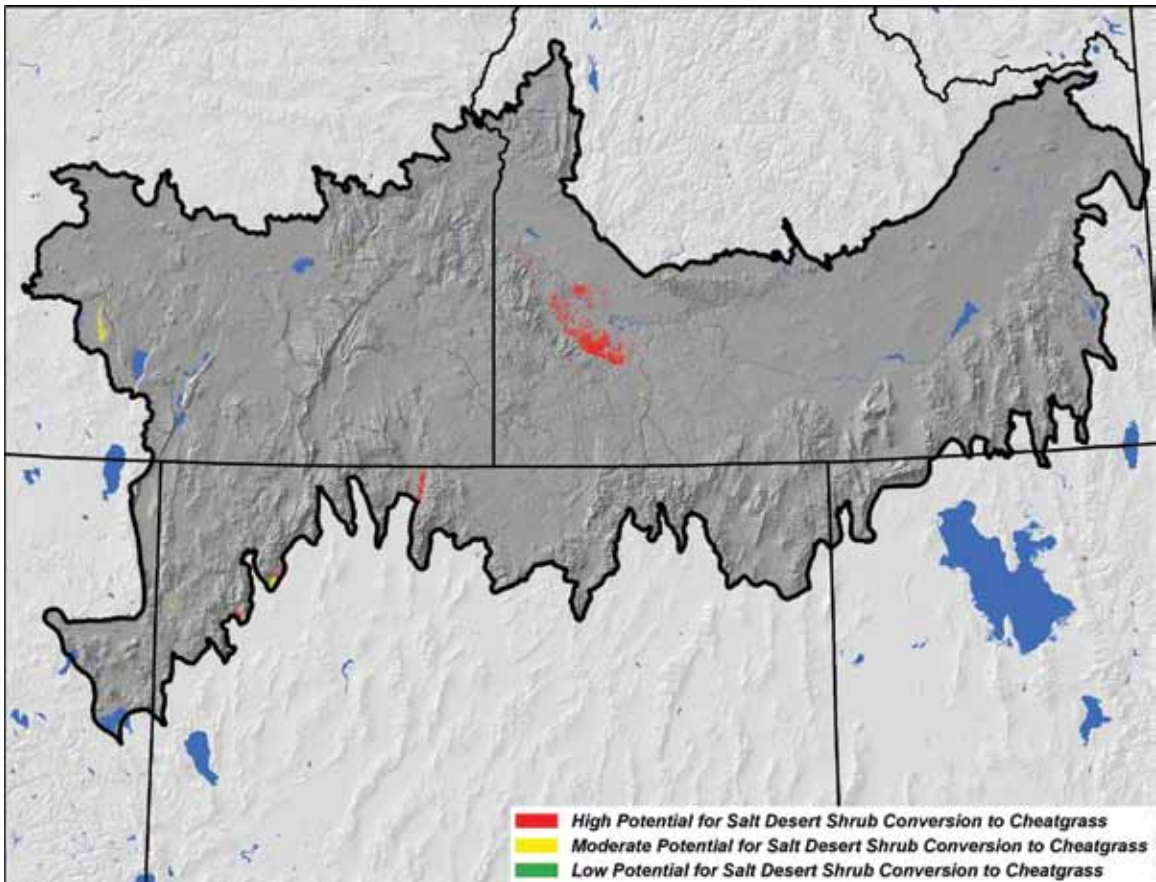 High Potential for Salt Desert Shrub Conversion to Cheatgrass
Moderate Potential for Salt Desert Shrub Conversion to Cheatgrass
Low Potential for Salt Desert Shrub Conversion to Cheatgrass